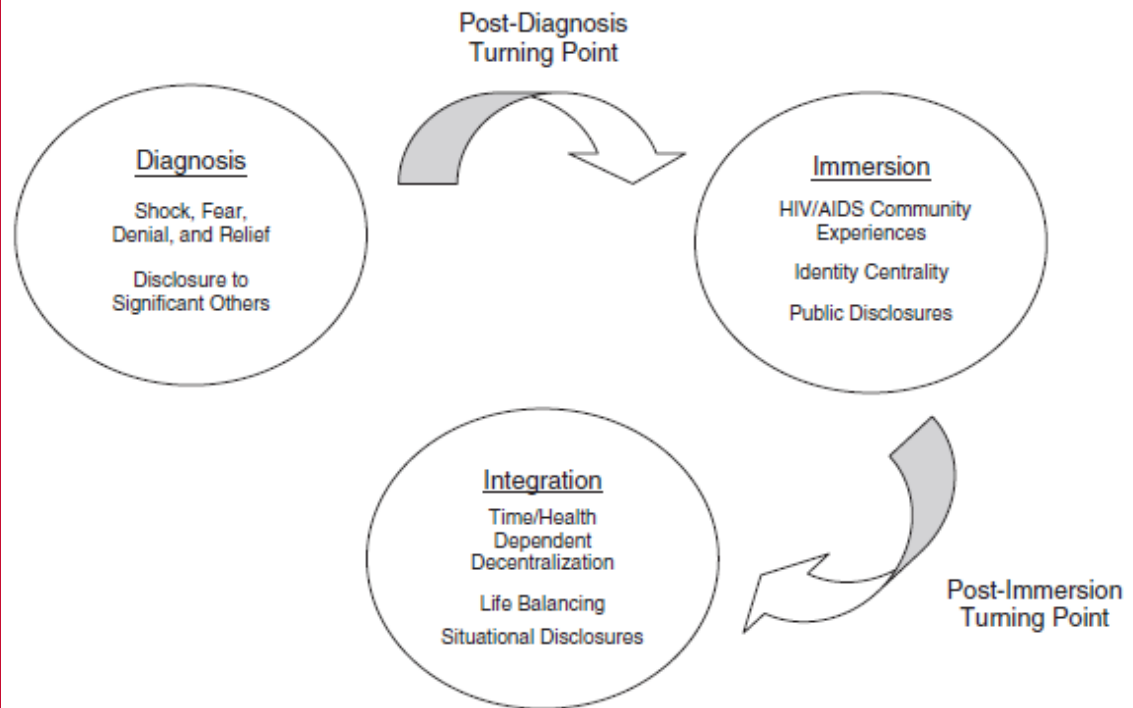 Post-Diagnosis
Turning Point
Diagnosis
Shock, Fear,
Denial, and Relief
Disclosure to
Significant Others
Immersion
HIV/AIDS Community
Experiences
Identity Centrality
Public Disclosures
Integration
Time/Health
Dependent
Decentralization
Life Balancing
Situational Disclosures
Post-Immersion
Turning Point